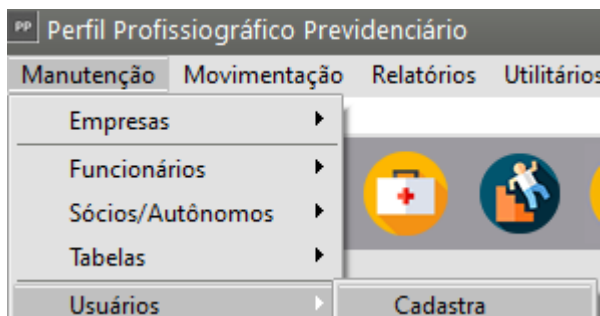 PP Perfil Profissiográfico Previdenciário
Manutenção Movimentação Relatórios Utilitários
Empresas
Funcionários
Sócios/Autônomos
Tabelas
Usuários Cadastra